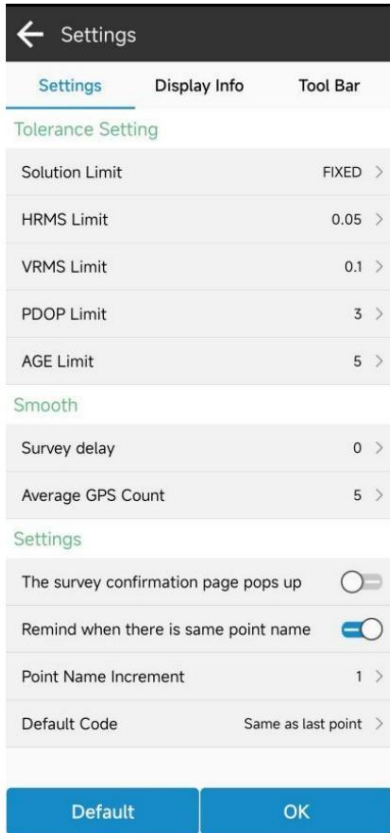 Settings
Settings Display Info Tool Bar
Tolerance Setting
Solution Limit FIXED
HRMS Limit 0.05
VRMS Limit 0.1
PDOP Limit 3
AGE Limit 5
Smooth
Survey delay 0
Average GPS Count 5
Settings
The survey confirmation page pops up
Remind when there is same point name
Point Name Increment 1
Default Code Same as last point
Default OK